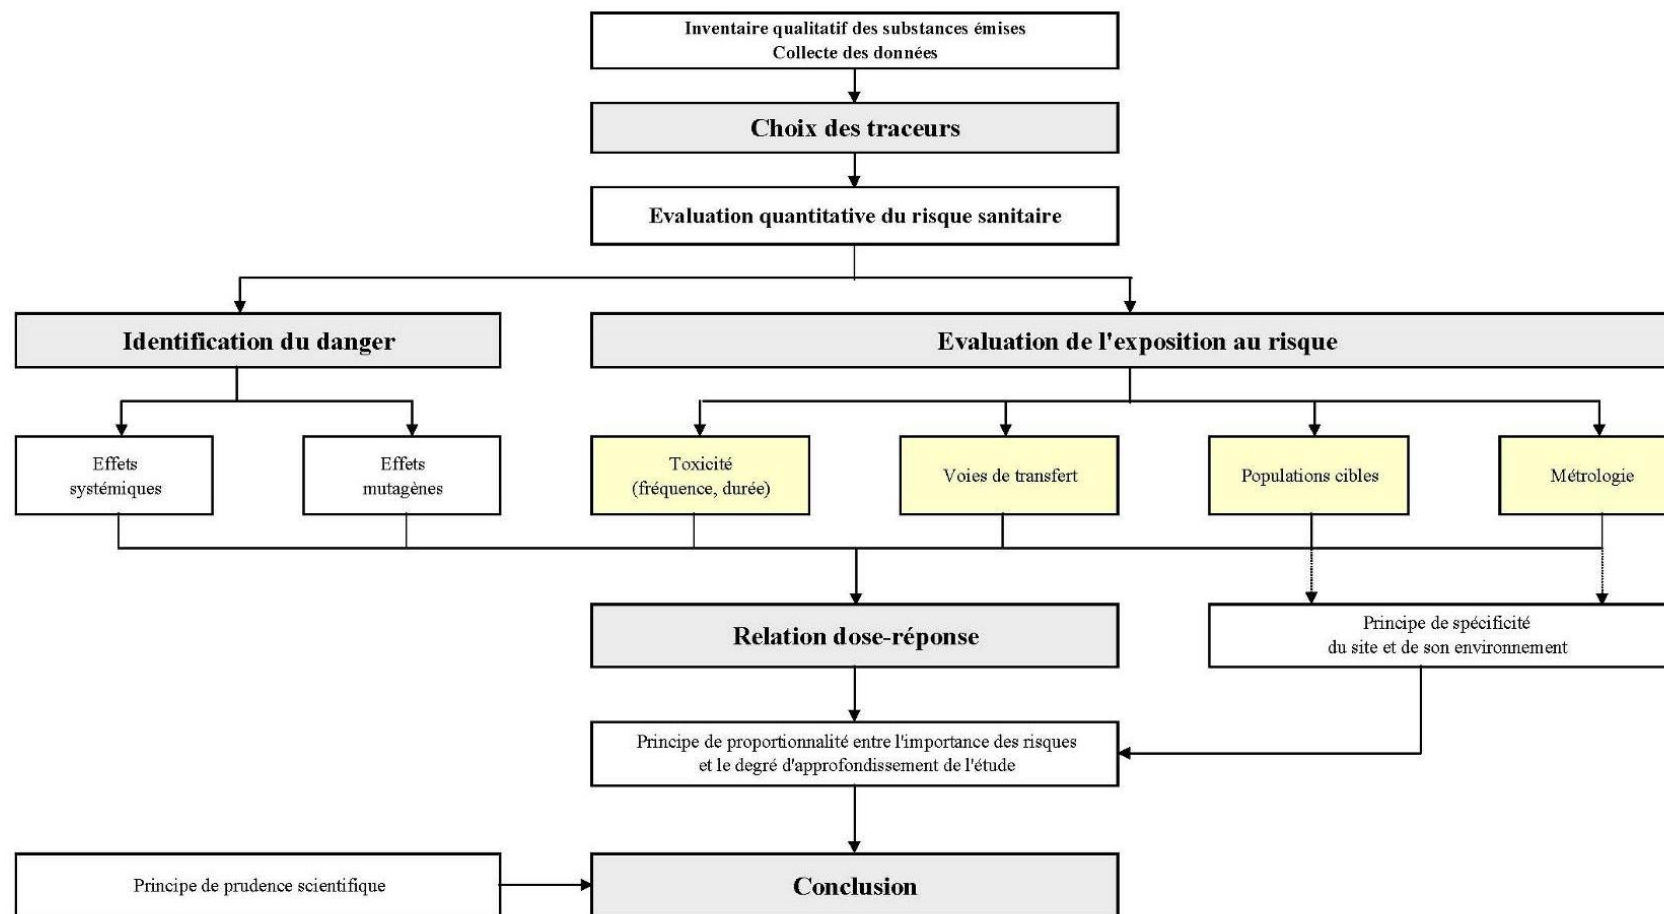 Inventaire qualitatif des substances émises
Collecte des données
Choix des traceurs
Evaluation quantitative du risque sanitaire
Identification du danger
Evaluation de l'exposition au risque
Effets
systémiques
Effets
mutagènes
Toxicité
(fréquence, durée)
Voies de transfert
Populations cibles
Métrologie
Relation dose-réponse
Principe de spécificité
du site et de son environnement
Principe de proportionnalité entre l'importance des risques
et le degré d'approfondissement de l'étude
Principe de prudence scientifique
Conclusion